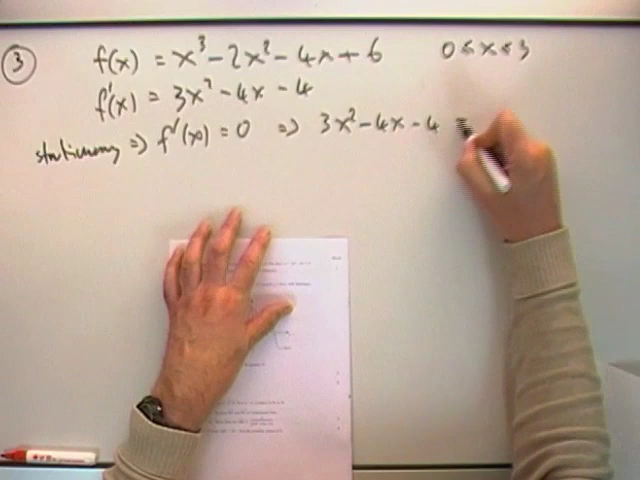 3 f(x) = x³ - 2x² - 4x + 6 0 ≤ x ≤ 3
f'(x) = 3x² - 4x - 4
stationary ⇒ f'(x) = 0 ⇒ 3x² - 4x - 4 =